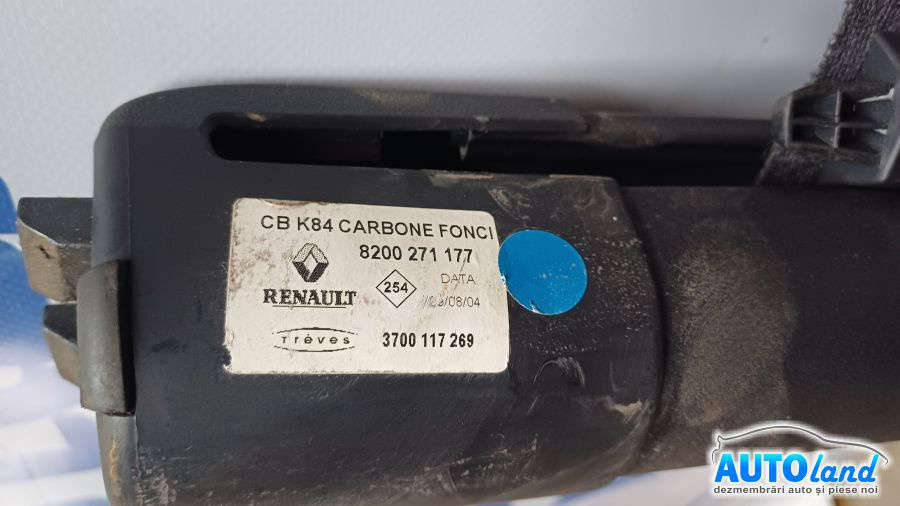 CB K84 CARBONE FONCI
8200 271 177
254
DATA
/08/04
RENAULT
Trèves
3700 117 269
AUTOland
dezmembrări auto și piese noi